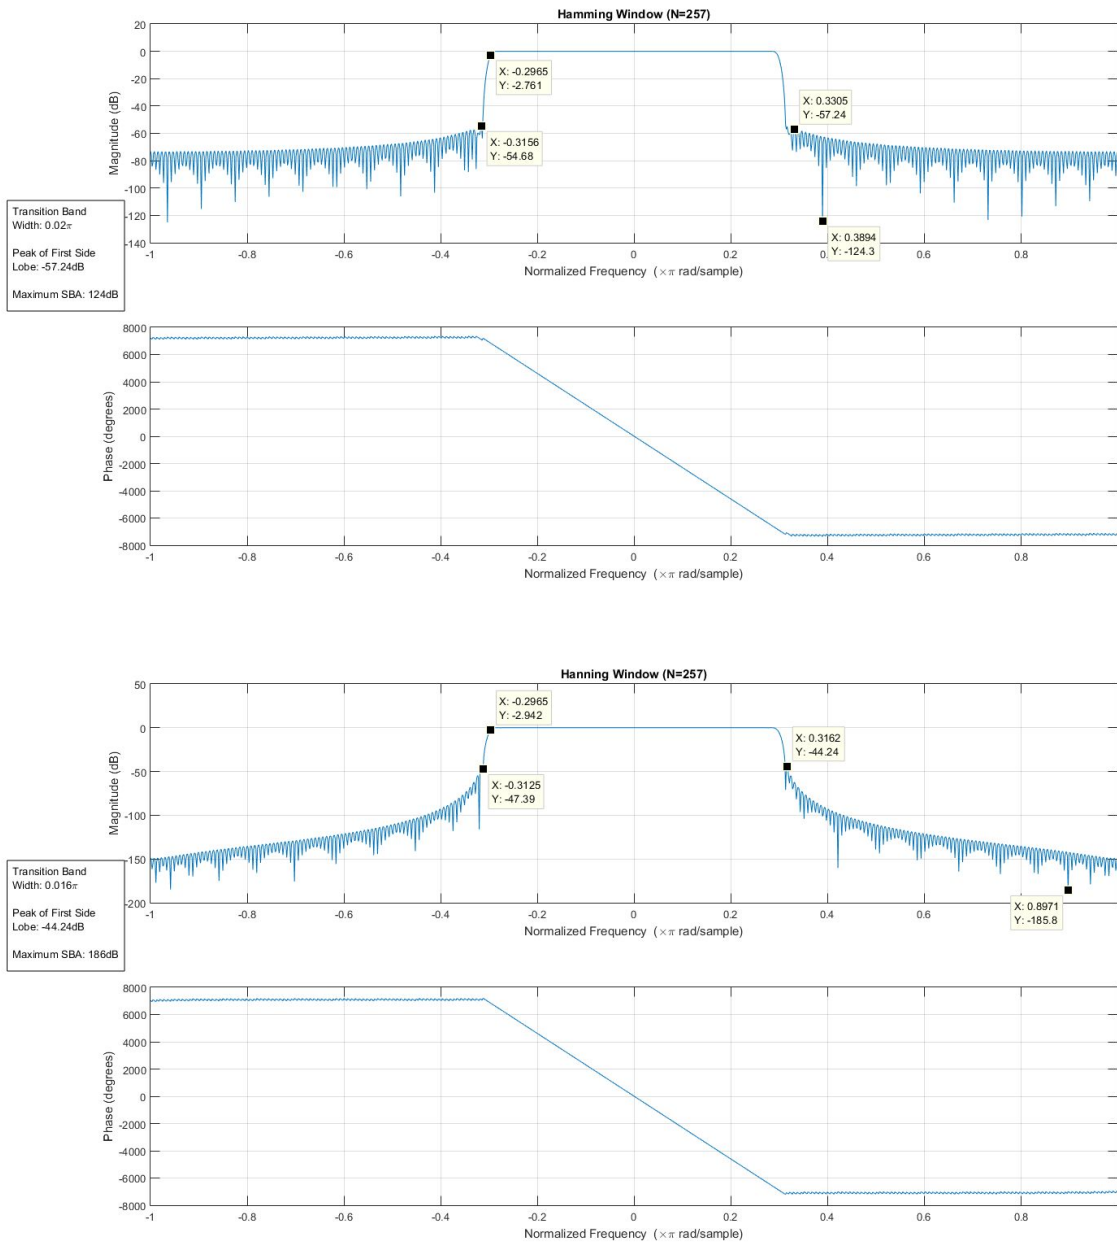 Hamming Window (N=257)
20
0
-20
-40
-60
-80
-100
-120
-140
Magnitude (dB)
X: -0.2965
Y: -2.761
X: -0.3156
Y: -54.68
X: 0.3305
Y: -57.24
X: 0.3894
Y: -124.3
-1
-0.8
-0.6
-0.4
-0.2
0
0.2
0.4
0.6
0.8
Normalized Frequency (×π rad/sample)
Transition Band
Width: 0.02π
Peak of First Side
Lobe: -57.24dB
Maximum SBA: 124dB
8000
6000
4000
2000
0
-2000
-4000
-6000
-8000
Phase (degrees)
-1
-0.8
-0.6
-0.4
-0.2
0
0.2
0.4
0.6
0.8
Normalized Frequency (×π rad/sample)
Hanning Window (N=257)
50
0
-50
-100
-150
-200
Magnitude (dB)
X: -0.2965
Y: -2.942
X: -0.3125
Y: -47.39
X: 0.3162
Y: -44.24
X: 0.8971
Y: -185.8
-1
-0.8
-0.6
-0.4
-0.2
0
0.2
0.4
0.6
0.8
Normalized Frequency (×π rad/sample)
Transition Band
Width: 0.016π
Peak of First Side
Lobe: -44.24dB
Maximum SBA: 186dB
8000
6000
4000
2000
0
-2000
-4000
-6000
-8000
Phase (degrees)
-1
-0.8
-0.6
-0.4
-0.2
0
0.2
0.4
0.6
0.8
Normalized Frequency (×π rad/sample)